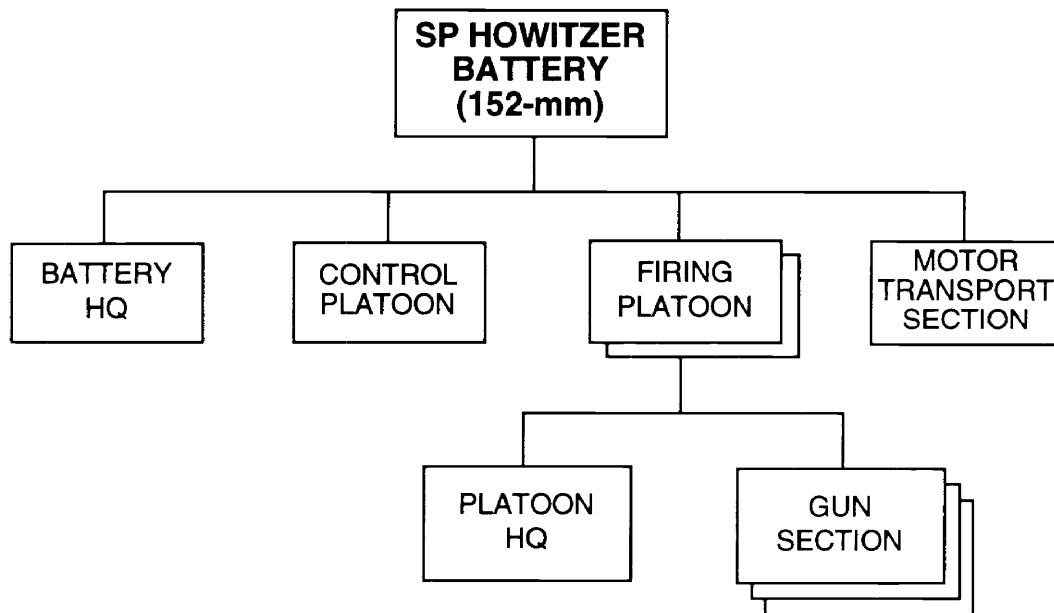 SP HOWITZER
BATTERY
(152-mm)
BATTERY
HQ
CONTROL
PLATOON
FIRING
PLATOON
MOTOR
TRANSPORT
SECTION
PLATOON
HQ
GUN
SECTION